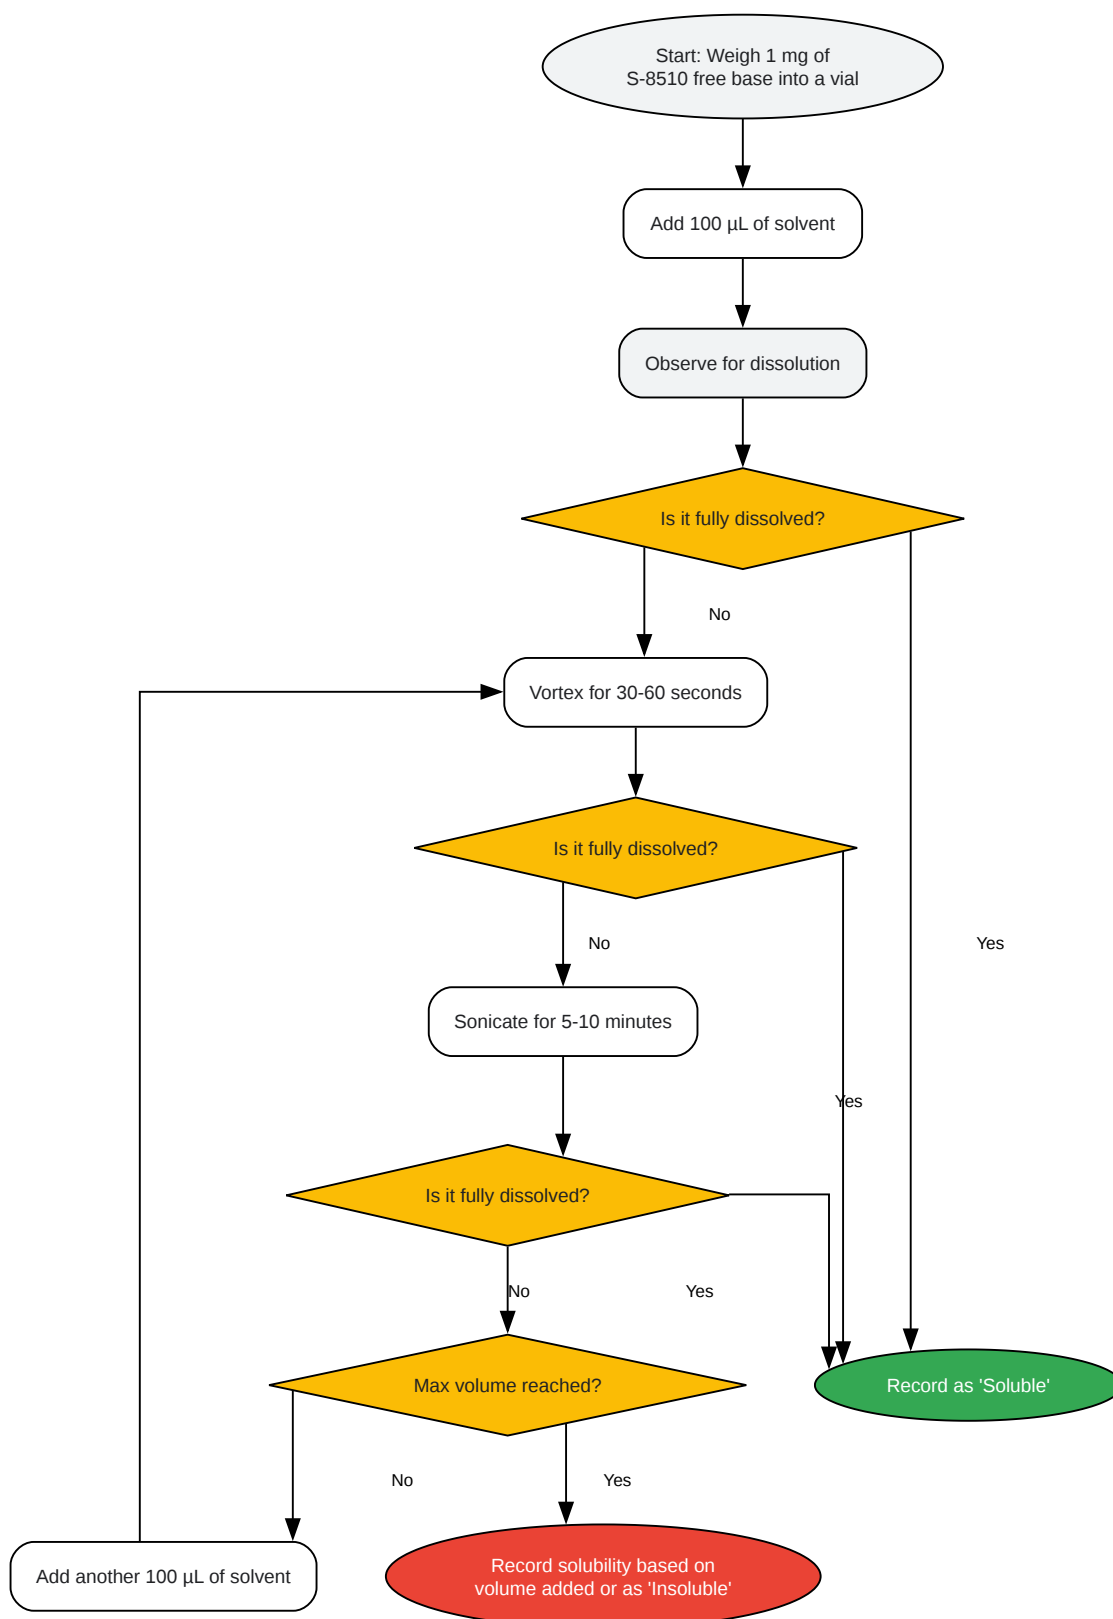 Start: Weigh 1 mg of
S-8510 free base into a vial
Add 100 µL of solvent
Observe for dissolution
Is it fully dissolved?
No
Vortex for 30-60 seconds
Is it fully dissolved?
No
Yes
Sonicate for 5-10 minutes
Yes
Is it fully dissolved?
No
Yes
Max volume reached?
Record as 'Soluble'
No
Yes
Add another 100 µL of solvent
Record solubility based on
volume added or as 'Insoluble'